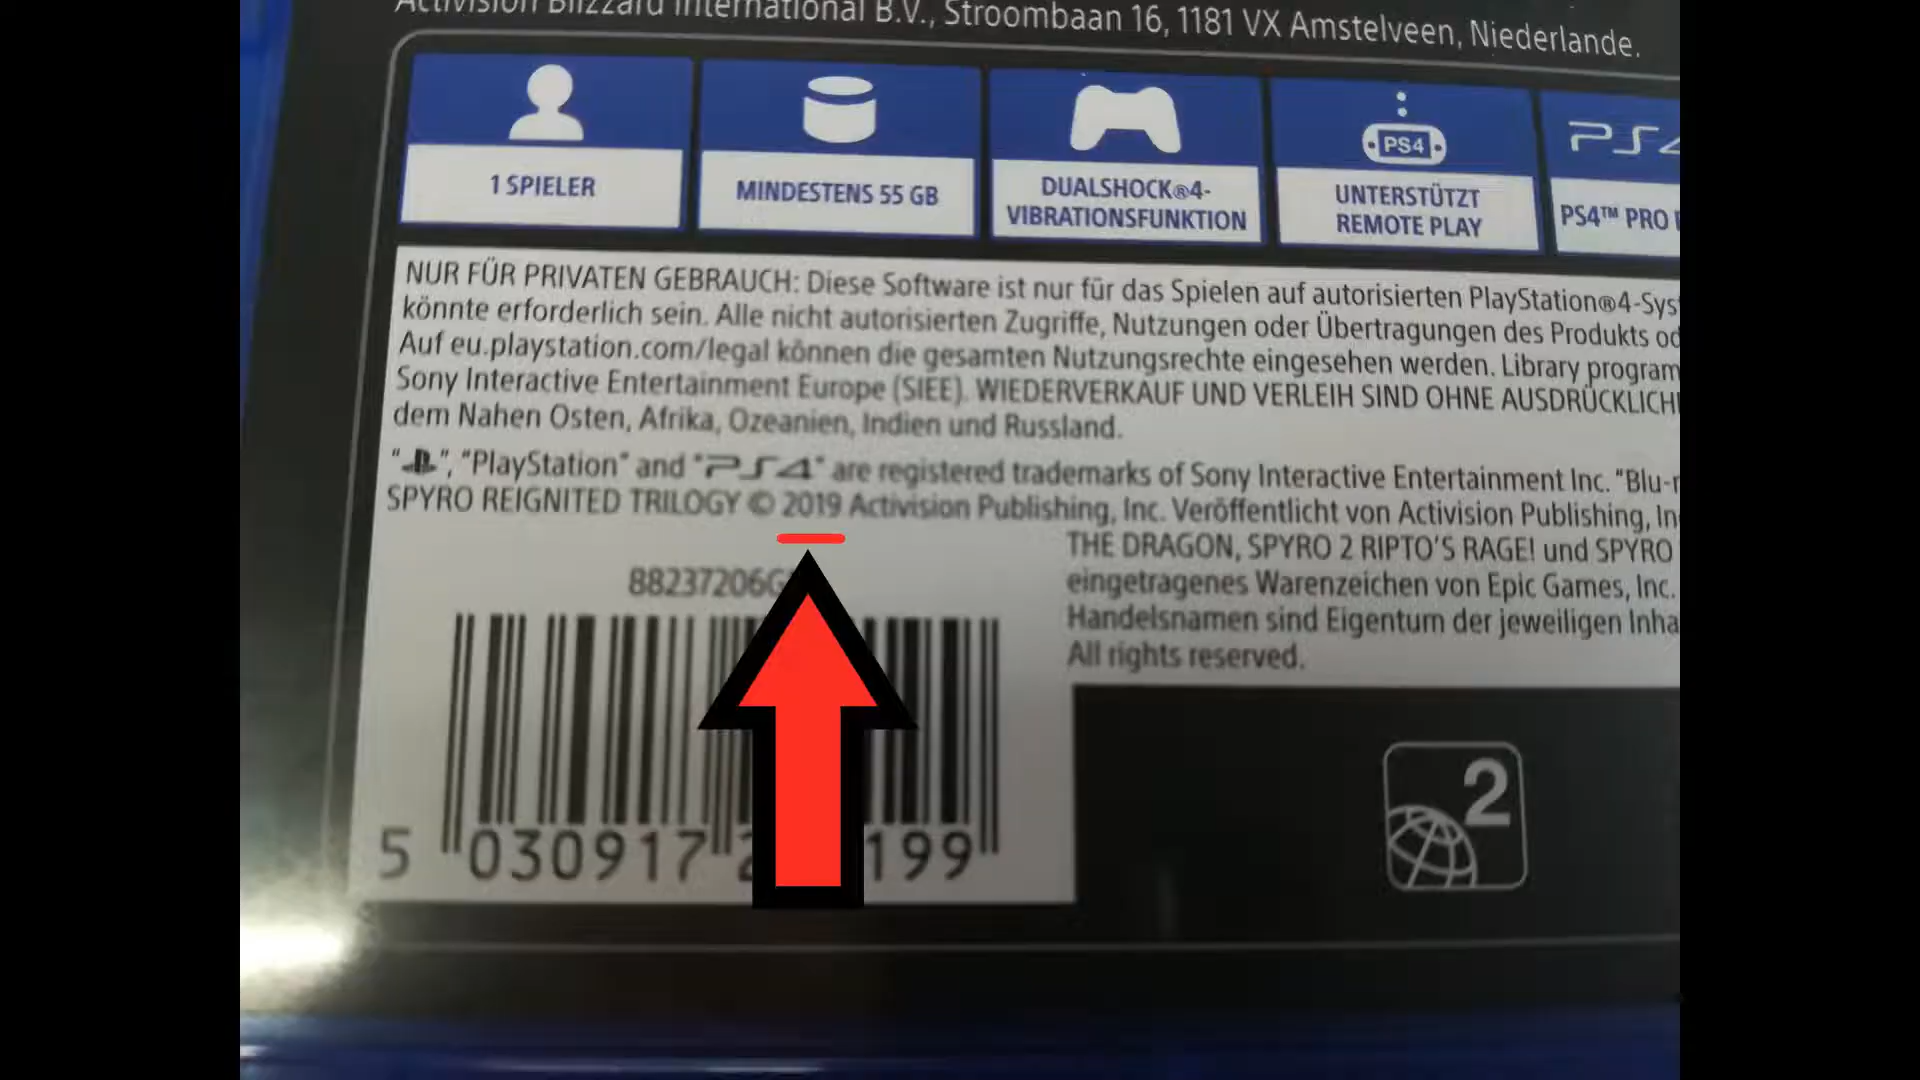 Activision Blizzard International B.V., Stroombaan 16, 1181 VX Amstelveen, Niederlande.
1 SPIELER
MINDESTENS 55 GB
DUALSHOCK®4-
VIBRATIONSFUNKTION
PS4
UNTERSTÜTZT
REMOTE PLAY
PS4
PS4™ PRO
NUR FÜR PRIVATEN GEBRAUCH: Diese Software ist nur für das Spielen auf autorisierten PlayStation®4-Sys
könnte erforderlich sein. Alle nicht autorisierten Zugriffe, Nutzungen oder Übertragungen des Produkts od
Auf eu.playstation.com/legal können die gesamten Nutzungsrechte eingesehen werden. Library program
Sony Interactive Entertainment Europe (SIEE). WIEDERVERKAUF UND VERLEIH SIND OHNE AUSDRÜCKLICH
dem Nahen Osten, Afrika, Ozeanien, Indien und Russland.
"", "PlayStation" and "PS4" are registered trademarks of Sony Interactive Entertainment Inc. "Blu-r
SPYRO REIGNITED TRILOGY © 2019 Activision Publishing, Inc. Veröffentlicht von Activision Publishing, In
THE DRAGON, SPYRO 2 RIPTO'S RAGE! und SPYRO
eingetragenes Warenzeichen von Epic Games, Inc.
Handelsnamen sind Eigentum der jeweiligen Inha
All rights reserved.
88237206G
5 030917 2 199
2